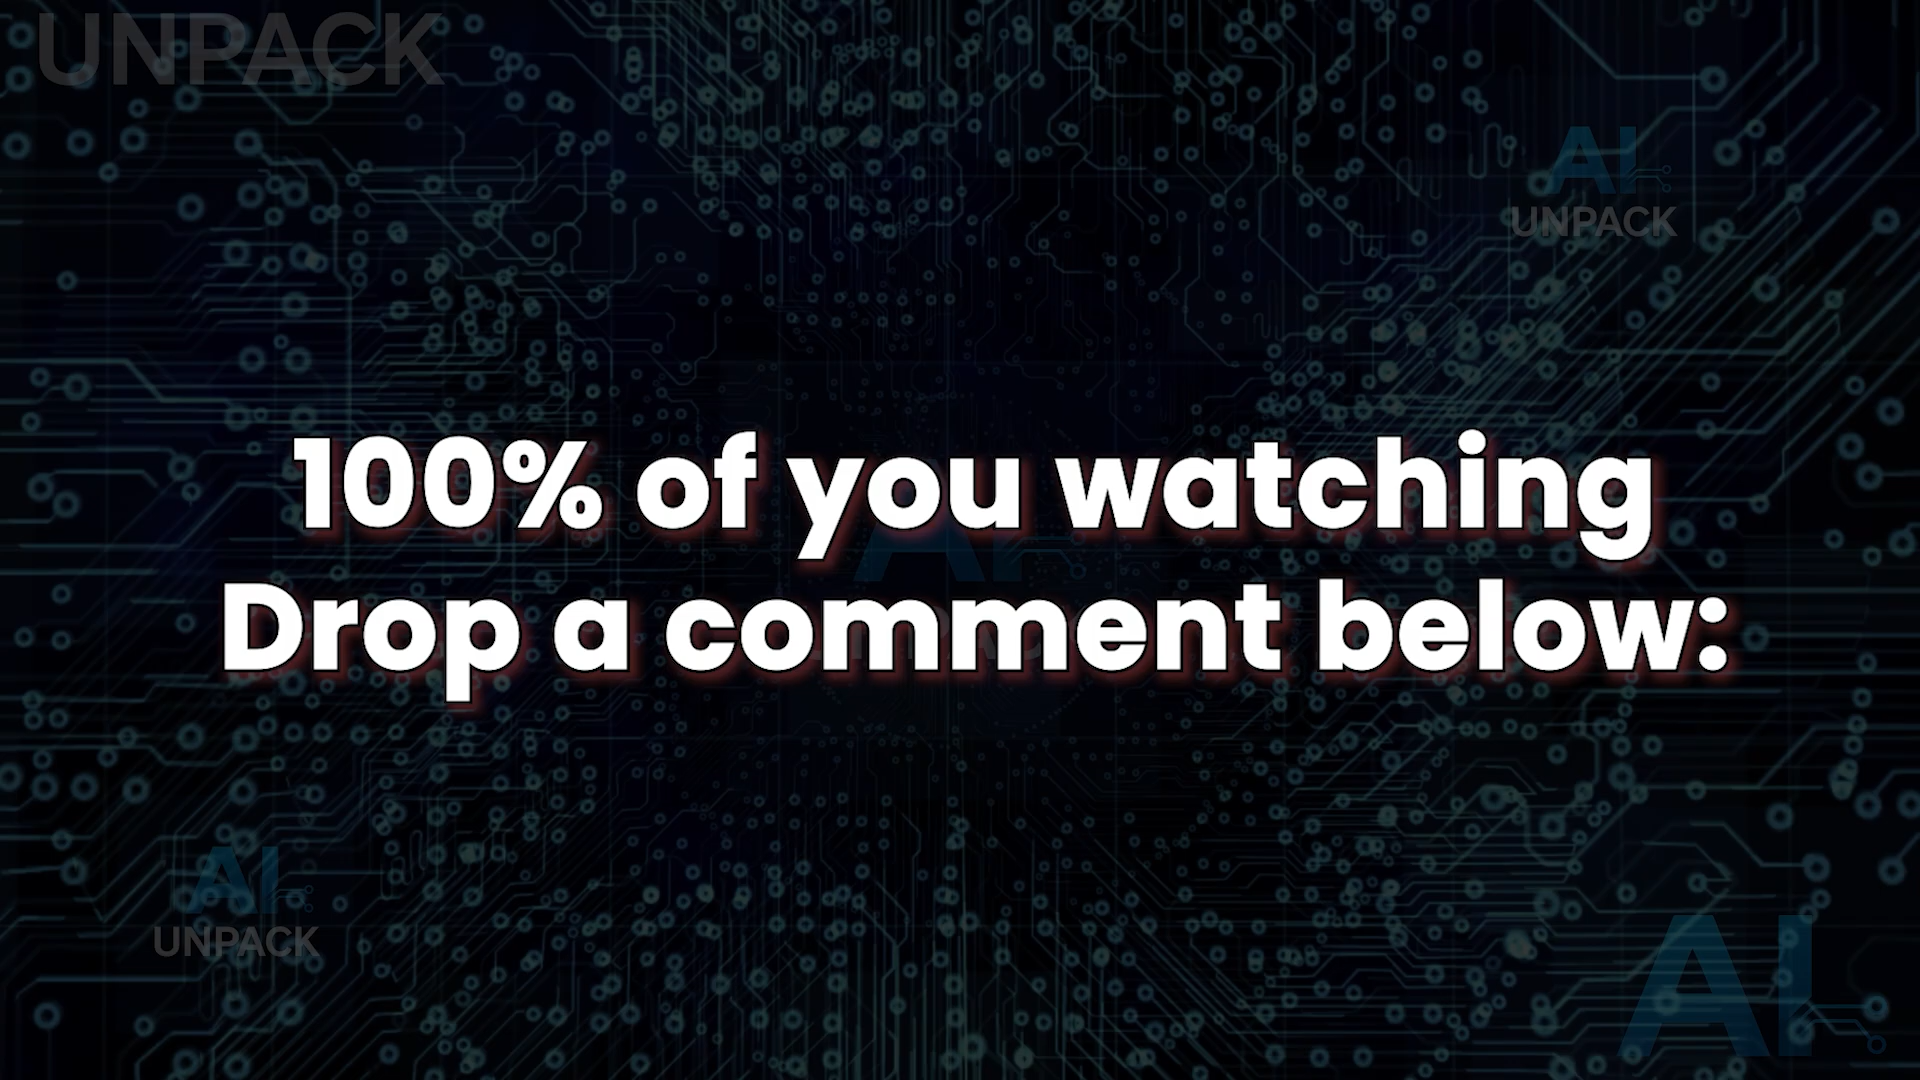 UNPACK
AI
UNPACK
100% of you watching
Drop a comment below:
AI
UNPACK
AI